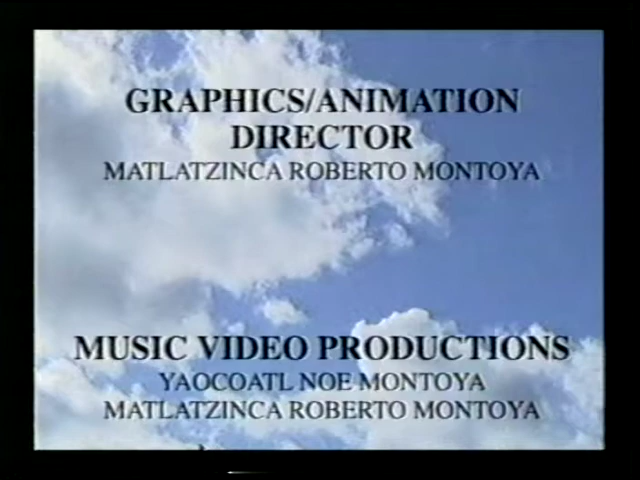 GRAPHICS/ANIMATION
DIRECTOR
MATLATZINCA ROBERTO MONTOYA
MUSIC VIDEO PRODUCTIONS
YAOCOATL NOE MONTOYA
MATLATZINCA ROBERTO MONTOYA